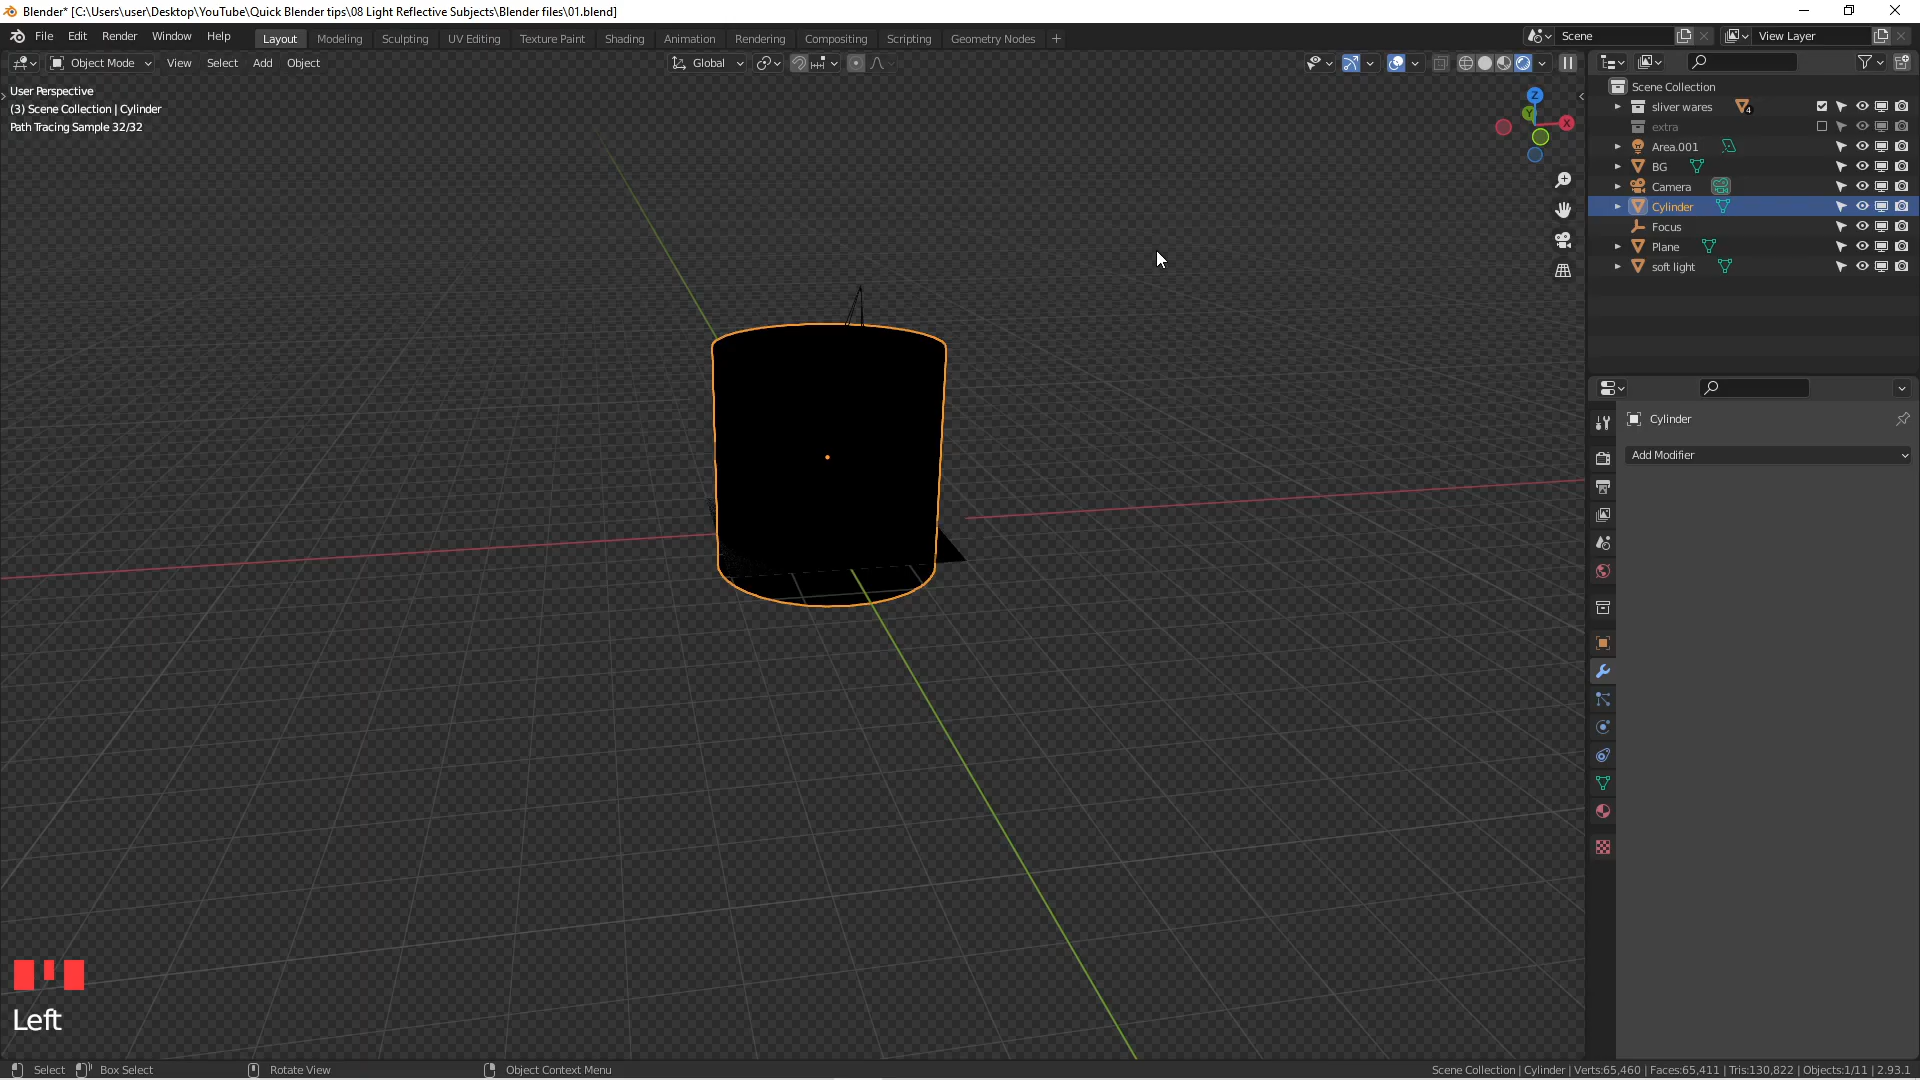 Blender* [C:\Users\user\Desktop\YouTube\Quick Blender tips\08 Light Reflective Subjects\Blender files\01.blend]
File Edit Render Window Help Layout Modeling Sculpting UV Editing Texture Paint Shading Animation Rendering Compositing Scripting Geometry Nodes + Scene View Layer
Object Mode View Select Add Object Global
User Perspective
(3) Scene Collection | Cylinder
Path Tracing Sample 32/32
Z
Y
X
Scene Collection
sliver wares 4
extra
Area.001
BG
Camera
Cylinder
Focus
Plane
soft light
Cylinder
Add Modifier
Left
Select Box Select Rotate View Object Context Menu
Scene Collection | Cylinder | Verts:65,460 | Faces:65,411 | Tris:130,822 | Objects:1/11 | 2.93.1